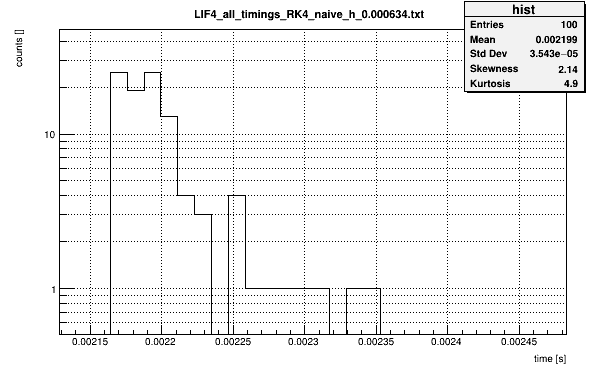 LIF4_all_timings_RK4_naive_h_0.000634.txt
hist
Entries 100
Mean 0.002199
Std Dev 3.543e−05
Skewness 2.14
Kurtosis 4.9
counts []
10
1
0.00215 0.0022 0.00225 0.0023 0.00235 0.0024 0.00245
time [s]